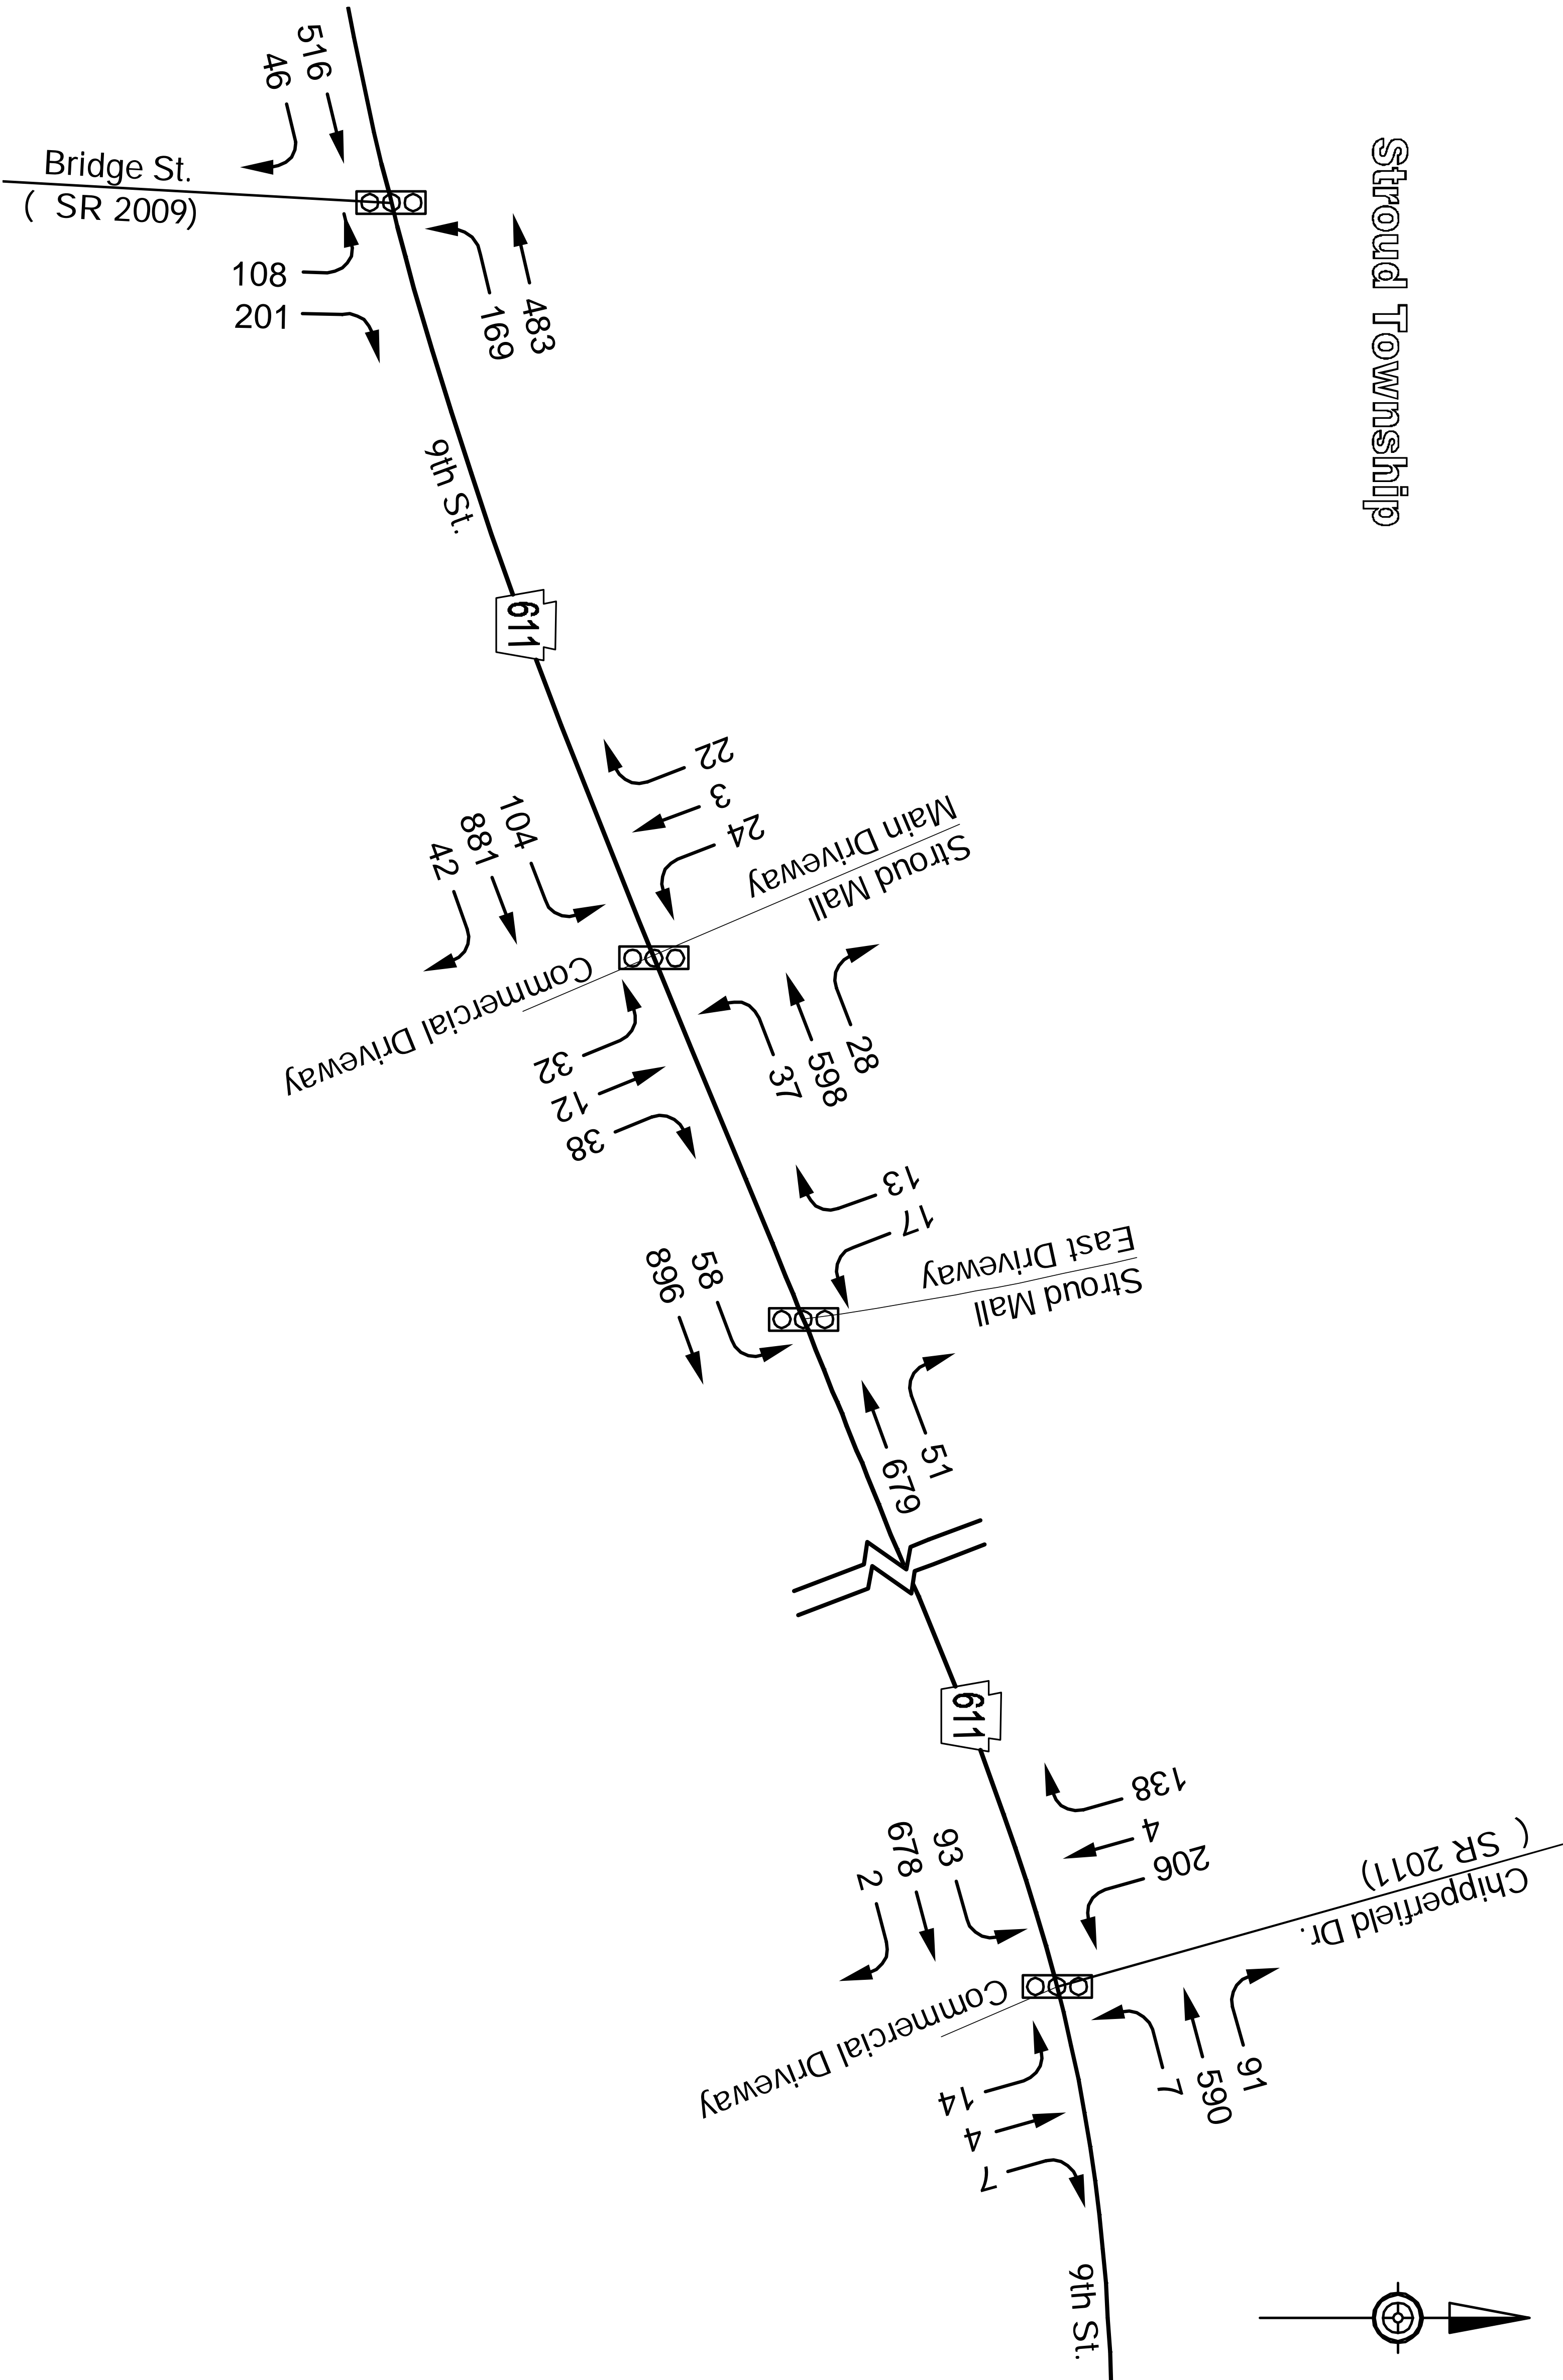 Stroud Township
516
46
Bridge St.
( SR 2009)
108
201
483
169
9th St.
611
22
3
24
Stroud Mall
Main Driveway
104
881
42
Commercial Driveway
32
12
38
28
598
37
13
17
Stroud Mall
East Driveway
58
896
51
679
611
138
4
206
( SR 2011)
Chipperfield Dr.
93
678
2
Commercial Driveway
14
4
7
91
590
7
9th St.